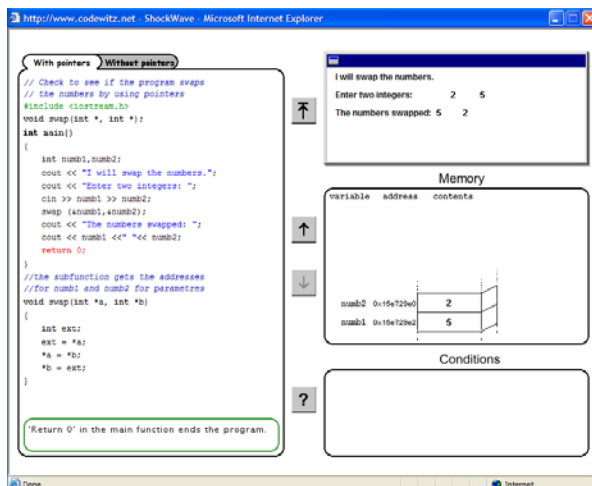 http://www.codewitz.net - ShockWave - Microsoft Internet Explorer
With pointers
Without pointers
// Check to see if the program swaps
// the numbers by using pointers
#include <iostream.h>
void swap(int *, int *);
int main()
{
int numb1,numb2;
cout << "I will swap the numbers.";
cout << "Enter two integers: ";
cin >> numb1 >> numb2;
swap (&numb1,&numb2);
cout << "The numbers swapped: ";
cout << numb1 <<" "<< numb2;
return 0;
}
//the subfunction gets the addresses
//for numb1 and numb2 for parametres
void swap(int *a, int *b)
{
int ext;
ext = *a;
*a = *b;
*b = ext;
}
'Return 0' in the main function ends the program.
?
I will swap the numbers.
Enter two integers: 2 5
The numbers swapped: 5 2
Memory
variable address contents
numb2 0x16e729e0 2
numb1 0x16e729e2 5
Conditions
Done
Internet